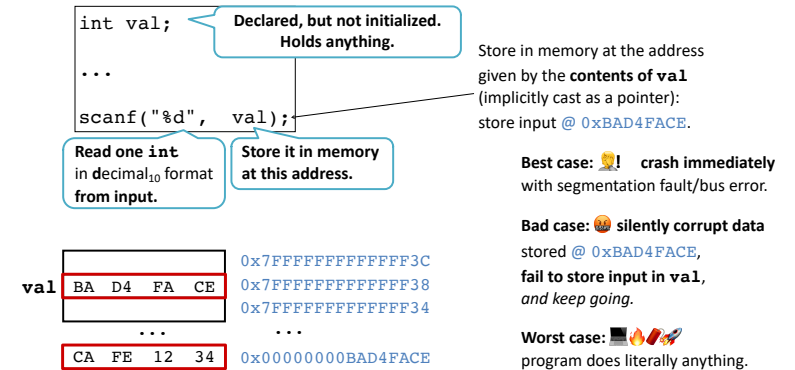 int val;
Declared, but not initialized.
Holds anything.
...
scanf("%d", val);
Read one int
in decimal10 format
from input.
Store it in memory
at this address.
Store in memory at the address
given by the contents of val
(implicitly cast as a pointer):
store input @ 0xBAD4FACE.
Best case: 🤦! crash immediately
with segmentation fault/bus error.
Bad case: 🤬 silently corrupt data
stored @ 0xBAD4FACE,
fail to store input in val,
and keep going.
Worst case: 💻🔥🧨🚀
program does literally anything.
0x7FFFFFFFFFFFFF3C
val BA D4 FA CE 0x7FFFFFFFFFFFFF38
0x7FFFFFFFFFFFFF34
... ...
CA FE 12 34 0x00000000BAD4FACE